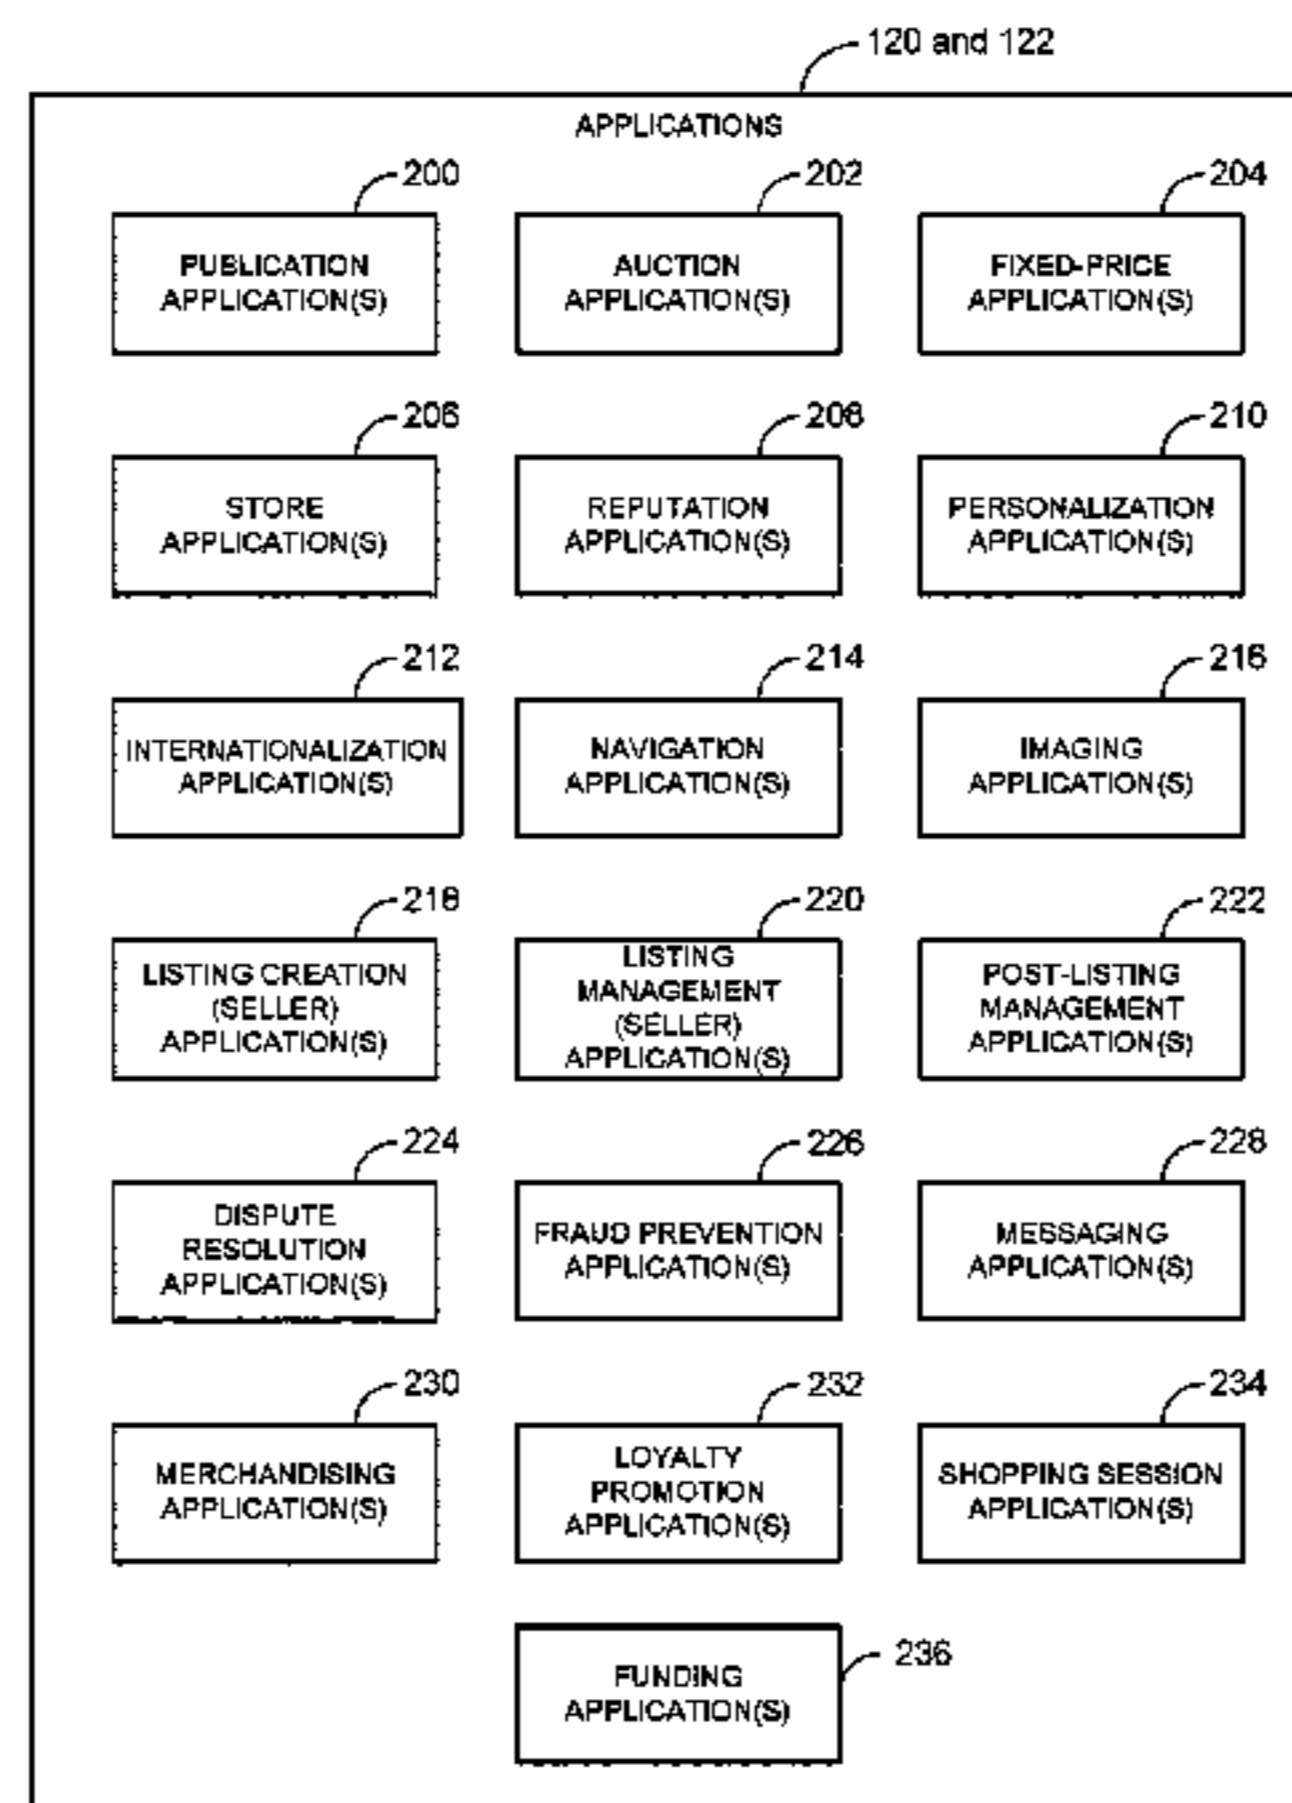 120 and 122
APPLICATIONS
200
202
204
PUBLICATION
APPLICATION(S)
AUCTION
APPLICATION(S)
FIXED-PRICE
APPLICATION(S)
206
208
210
STORE
APPLICATION(S)
REPUTATION
APPLICATION(S)
PERSONALIZATION
APPLICATION(S)
212
214
216
INTERNATIONALIZATION
APPLICATION(S)
NAVIGATION
APPLICATION(S)
IMAGING
APPLICATION(S)
218
220
222
LISTING CREATION
(SELLER)
APPLICATION(S)
LISTING
MANAGEMENT
(SELLER)
APPLICATION(S)
POST-LISTING
MANAGEMENT
APPLICATION(S)
224
226
228
DISPUTE
RESOLUTION
APPLICATION(S)
FRAUD PREVENTION
APPLICATION(S)
MESSAGING
APPLICATION(S)
230
232
234
MERCHANDISING
APPLICATION(S)
LOYALTY
PROMOTION
APPLICATION(S)
SHOPPING SESSION
APPLICATION(S)
236
FUNDING
APPLICATION(S)